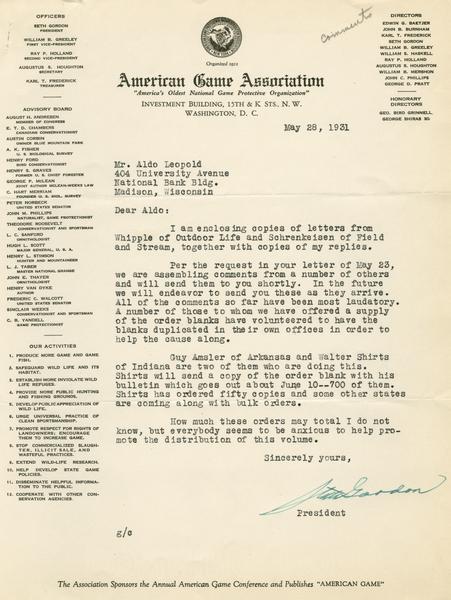 OFFICERS
SETH GORDON
PRESIDENT
WILLIAM B. GREELEY
FIRST VICE-PRESIDENT
RAY P. HOLLAND
SECOND VICE-PRESIDENT
AUGUSTUS S. HOUGHTON
SECRETARY
KARL T. FREDERICK
TREASURER
ADVISORY BOARD
AUGUST H. ANDRESEN
MEMBER OF CONGRESS
E. T. D. CHAMBERS
CANADIAN CONSERVATIONIST
AUSTIN CORBIN
OWNER BLUE MOUNTAIN PARK
A. K. FISHER
U. S. BIOLOGICAL SURVEY
HENRY FORD
BIRD CONSERVATIONIST
HENRY S. GRAVES
FORMER U. S. CHIEF FORESTER
GEORGE P. McLEAN
JOINT AUTHOR McLEAN-WEEKS LAW
C. HART MERRIAM
FOUNDER U. S. BIOL. SURVEY
PETER NORBECK
UNITED STATES SENATOR
JOHN M. PHILLIPS
NATURALIST, GAME PROTECTIONIST
THEODORE ROOSEVELT
CONSERVATIONIST AND SPORTSMAN
L. C. SANFORD
ORNITHOLOGIST
HUGH L. SCOTT
MAJOR GENERAL, U. S. A.
HENRY L. STIMSON
HUNTER AND MOUNTAINEER
L. J. TABER
MASTER NATIONAL GRANGE
JOHN E. THAYER
ORNITHOLOGIST
HENRY VAN DYKE
AUTHOR
FREDERIC C. WALCOTT
UNITED STATES SENATOR
SINCLAIR WEEKS
CONSERVATIONIST AND SPORTSMAN
C. B. YANDELL
GAME PROTECTIONIST
OUR ACTIVITIES
1. PRODUCE MORE GAME AND GAME
FISH.
2. SAFEGUARD WILD LIFE AND ITS
HABITAT.
3. ESTABLISH MORE INVIOLATE WILD
LIFE REFUGES.
4. PROVIDE MORE PUBLIC HUNTING
AND FISHING GROUNDS.
5. DEVELOP PUBLIC APPRECIATION OF
WILD LIFE.
6. URGE UNIVERSAL PRACTICE OF
CLEAN SPORTSMANSHIP.
7. PROMOTE RESPECT FOR RIGHTS OF
LANDOWNERS; ENCOURAGE
THEM TO INCREASE GAME.
8. STOP COMMERCIALIZED SLAUGH-
TER, ILLICIT SALE, AND
WASTEFUL PRACTICES.
9. EXTEND WILD-LIFE RESEARCH.
10. HELP DEVELOP STATE GAME
POLICIES.
11. DISSEMINATE HELPFUL INFORMA-
TION TO THE PUBLIC.
12. COOPERATE WITH OTHER CON-
SERVATION AGENCIES.
Organized 1911
American Game Association
"America's Oldest National Game Protective Organization"
INVESTMENT BUILDING, 15TH & K STS., N. W.
WASHINGTON, D. C.
Comments
DIRECTORS
EDWIN G. BAETJER
JOHN B. BURNHAM
KARL T. FREDERICK
SETH GORDON
WILLIAM B. GREELEY
WILLIAM S. HASKELL
RAY P. HOLLAND
AUGUSTUS S. HOUGHTON
WILLIAM B. MERSHON
JOHN C. PHILLIPS
GEORGE D. PRATT
HONORARY
DIRECTORS
GEO. BIRD GRINNELL
GEORGE SHIRAS 3D
May 28, 1931
Mr. Aldo Leopold
404 University Avenue
National Bank Bldg.
Madison, Wisconsin
Dear Aldo:
I am enclosing copies of letters from
Whipple of Outdoor Life and Schrenkeisen of Field
and Stream, together with copies of my replies.
Per the request in your letter of May 23,
we are assembling comments from a number of others
and will send them to you shortly. In the future
we will endeavor to send you these as they arrive.
All of the comments so far have been most laudatory.
A number of those to whom we have offered a supply
of the order blanks have volunteered to have the
blanks duplicated in their own offices in order to
help the cause along.
Guy Amsler of Arkansas and Walter Shirts
of Indiana are two of them who are doing this.
Shirts will send a copy of the order blank with his
bulletin which goes out about June 10--700 of them.
Shirts has ordered fifty copies and some other states
are coming along with bulk orders.
How much these orders may total I do not
know, but everybody seems to be anxious to help pro-
mote the distribution of this volume.
Sincerely yours,
Seth Gordon
President
g/c
The Association Sponsors the Annual American Game Conference and Publishes "AMERICAN GAME"